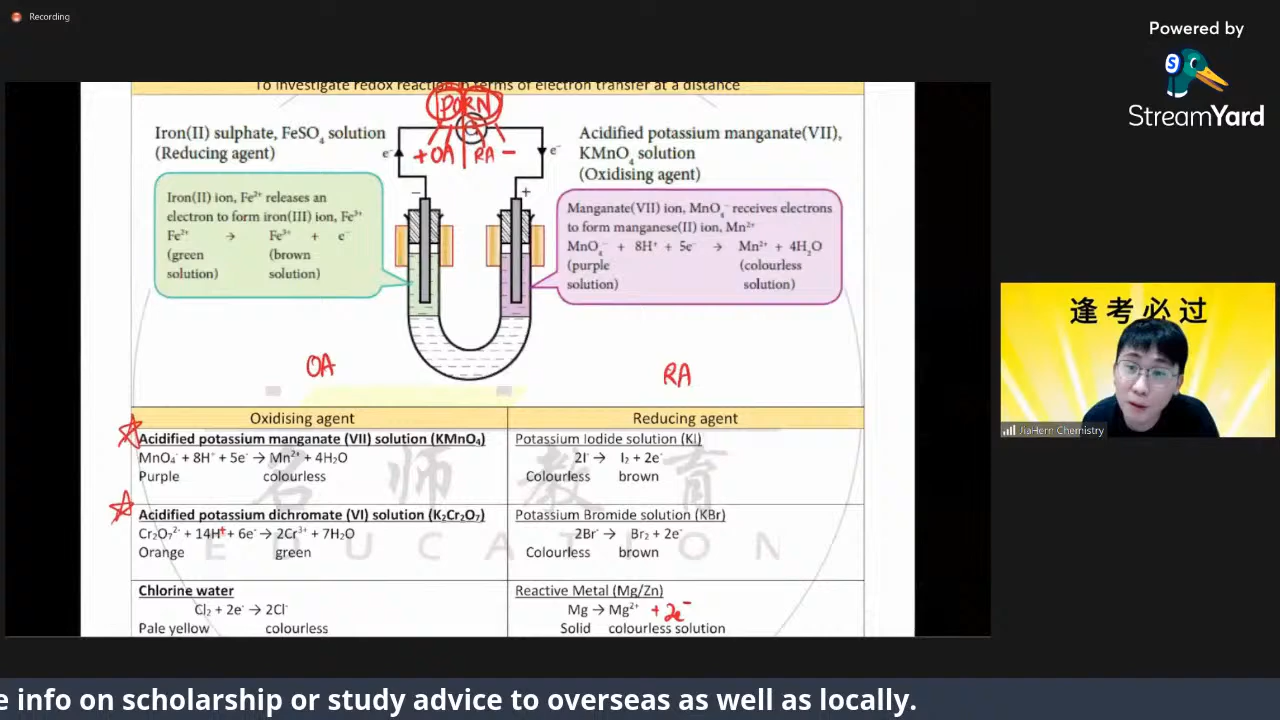 Recording
Powered by
S
StreamYard
To investigate redox reaction in terms of electron transfer at a distance
PORN
+OA RA −
Iron(II) sulphate, FeSO₄ solution
(Reducing agent)
e⁻
e⁻
Acidified potassium manganate(VII),
KMnO₄ solution
(Oxidising agent)
−
+
Iron(II) ion, Fe²⁺ releases an
electron to form iron(III) ion, Fe³⁺
Fe²⁺ → Fe³⁺ + e⁻
(green (brown
solution) solution)
Manganate(VII) ion, MnO₄⁻ receives electrons
to form manganese(II) ion, Mn²⁺
MnO₄⁻ + 8H⁺ + 5e⁻ → Mn²⁺ + 4H₂O
(purple (colourless
solution) solution)
OA
RA
Oxidising agent
Reducing agent
Acidified potassium manganate (VII) solution (KMnO₄)
MnO₄⁻ + 8H⁺ + 5e⁻ → Mn²⁺ + 4H₂O
Purple colourless
Potassium Iodide solution (KI)
2I⁻ → I₂ + 2e⁻
Colourless brown
Acidified potassium dichromate (VI) solution (K₂Cr₂O₇)
Cr₂O₇²⁻ + 14H⁺ + 6e⁻ → 2Cr³⁺ + 7H₂O
Orange green
Potassium Bromide solution (KBr)
2Br⁻ → Br₂ + 2e⁻
Colourless brown
Chlorine water
Cl₂ + 2e⁻ → 2Cl⁻
Pale yellow colourless
Reactive Metal (Mg/Zn)
Mg → Mg²⁺ + 2e⁻
Solid colourless solution
名师教育
EDUCATION
逢考必过
JiaHern Chemistry
e info on scholarship or study advice to overseas as well as locally.